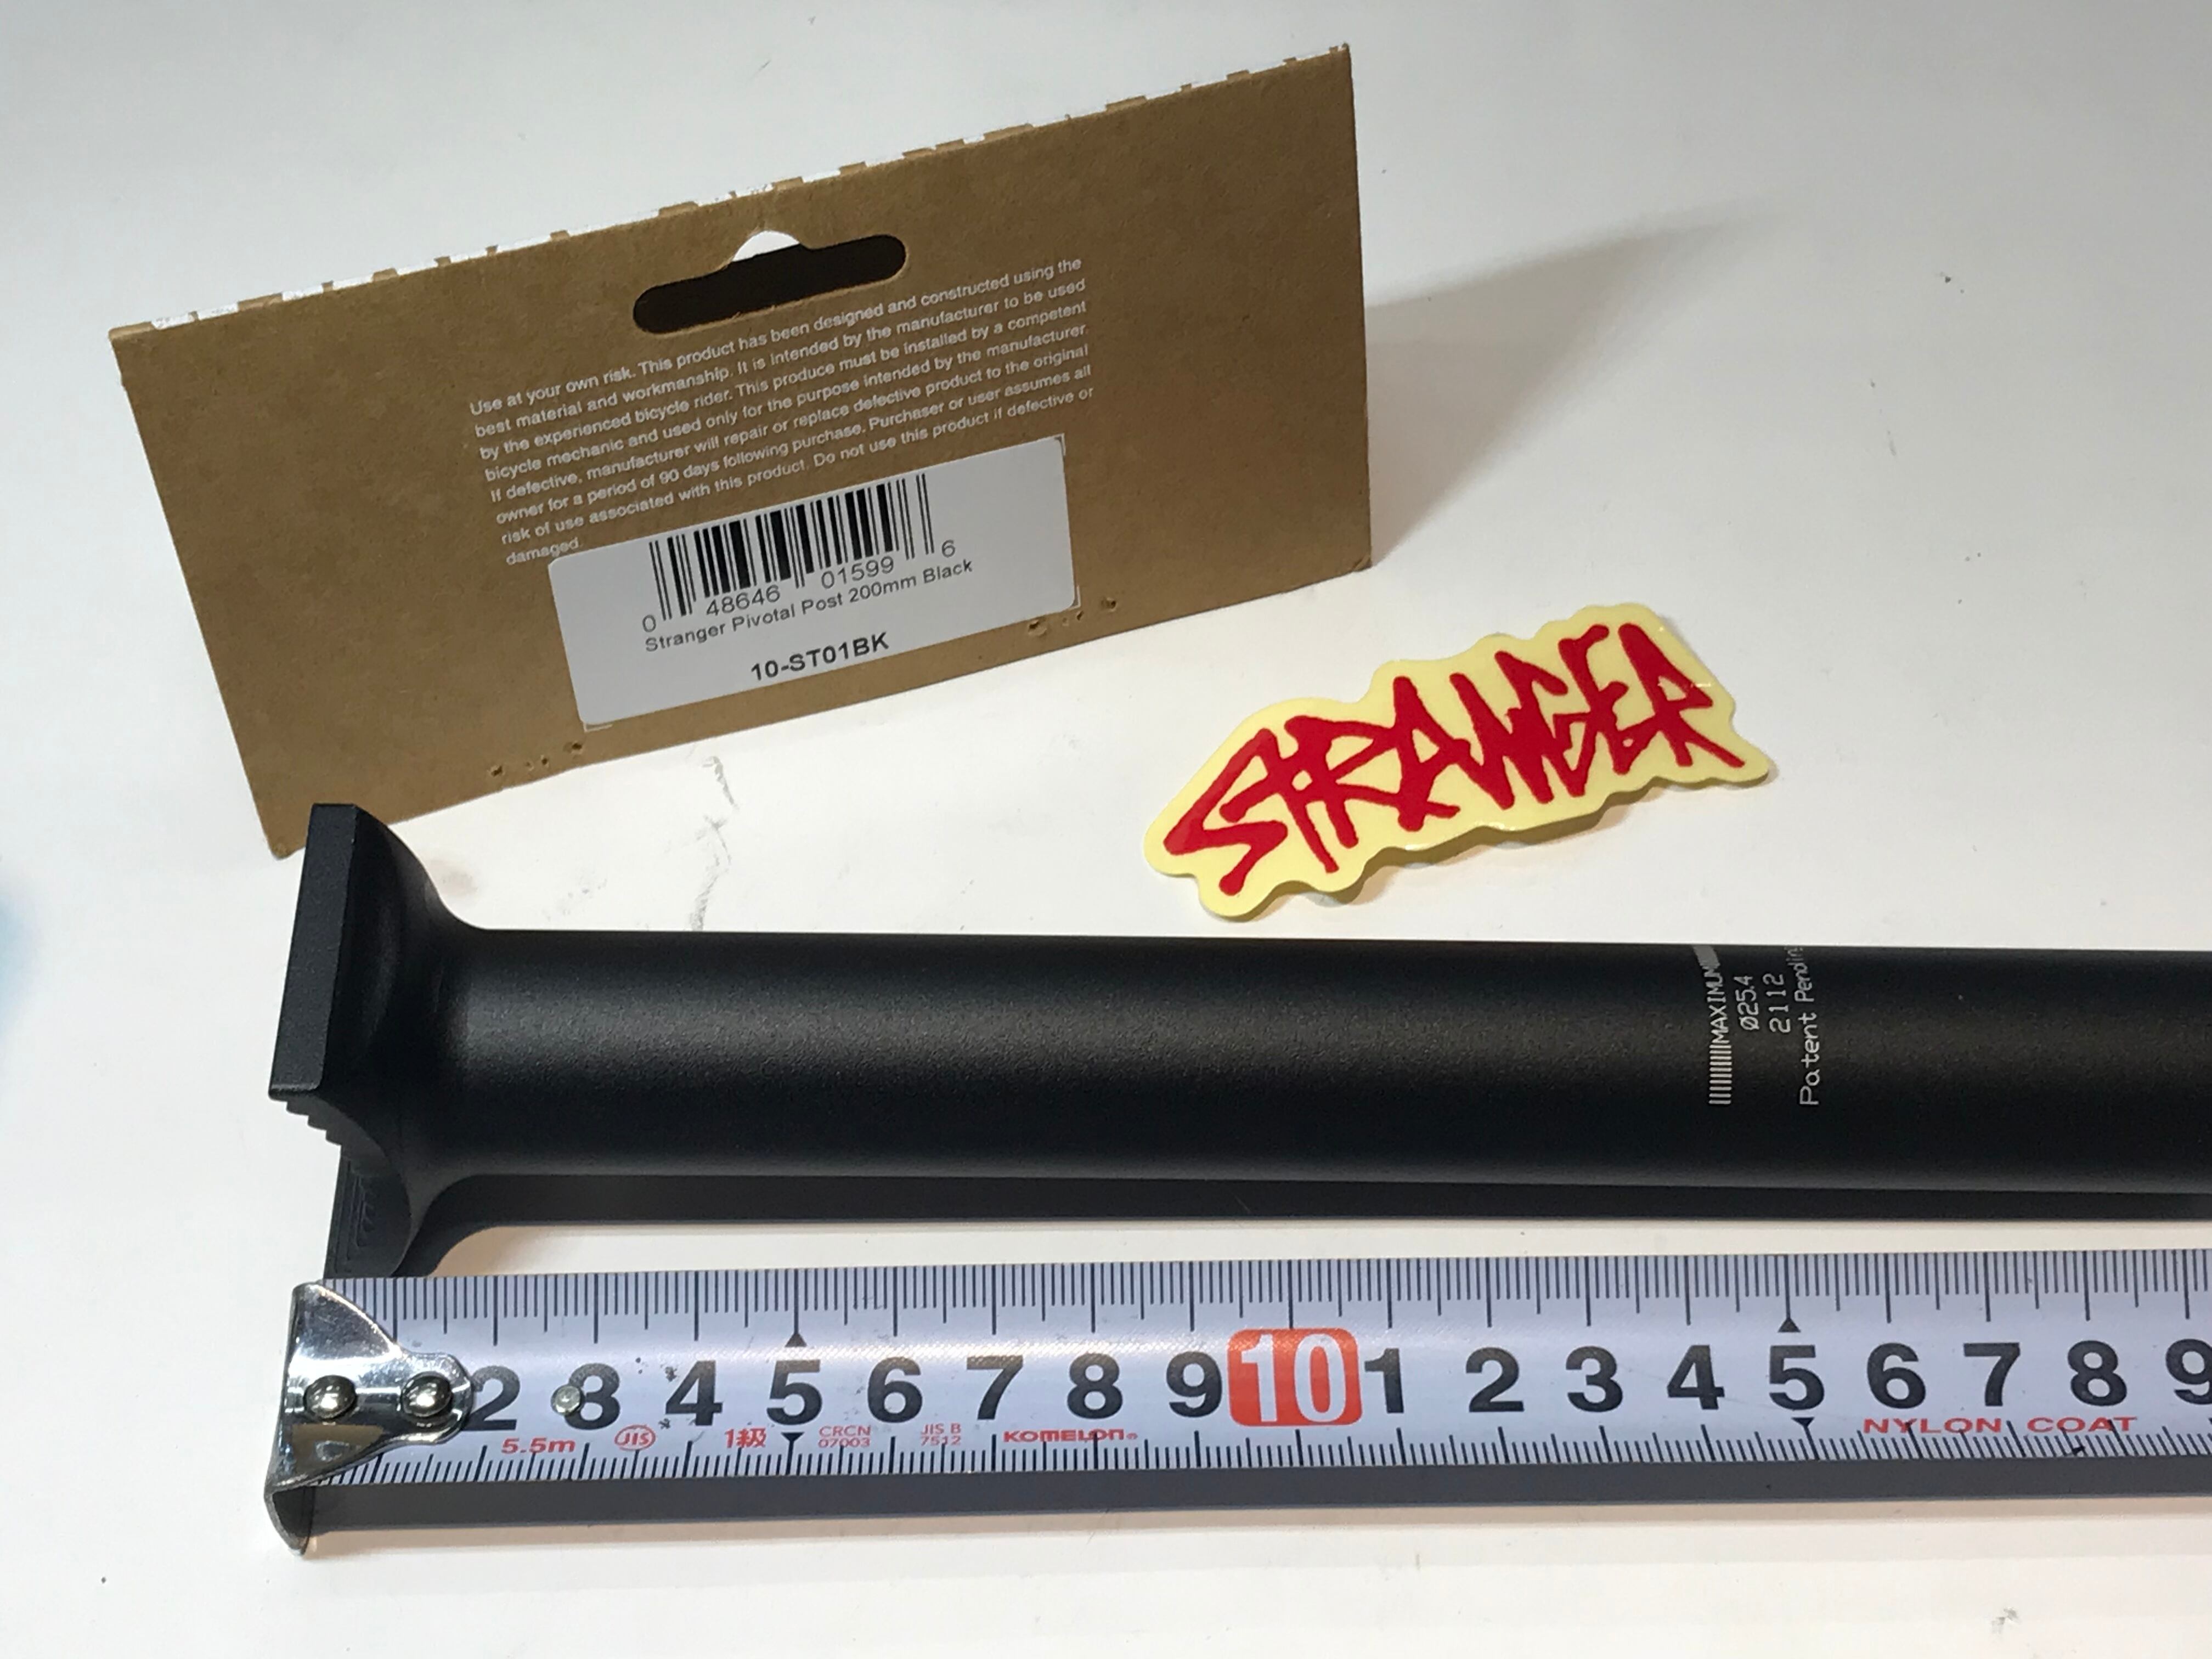 Use at your own risk. This product has been designed and constructed using the
best material and workmanship. It is intended by the manufacturer to be used
by the experienced bicycle rider. This produce must be installed by a competent
bicycle mechanic and used only for the purpose intended by the manufacturer.
If defective, manufacturer will repair or replace defective product to the original
owner for a period of 90 days following purchase. Purchaser or user assumes all
risk of use associated with this product. Do not use this product if defective or
damaged.
0 48646 01599 6
Stranger Pivotal Post 200mm Black
10-ST01BK
STRANGER
MAXIMUM
Ø25.4
2112
Patent Pending
2 3 4 5 6 7 8 9 10 1 2 3 4 5 6 7 8 9
5.5m JIS 1級 CRCN 07003 JIS B 7512 KOMELON® NYLON COAT